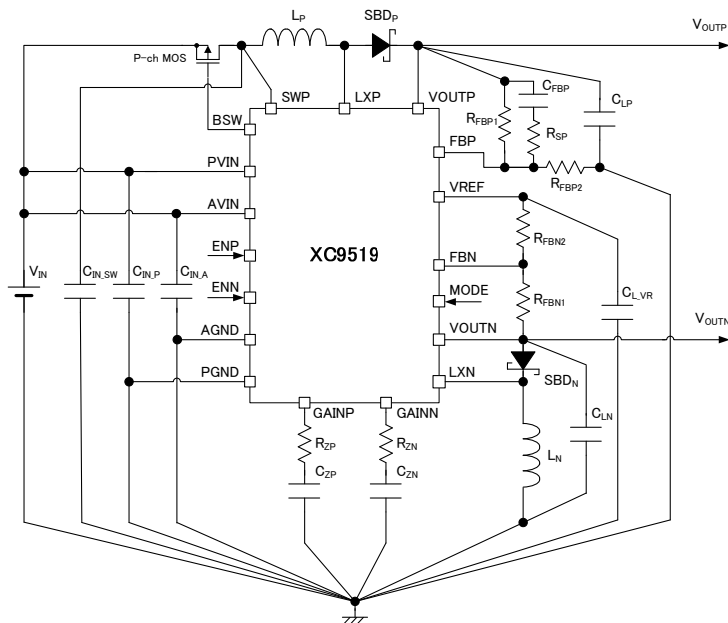 LP
SBDP
VOUTP
P-ch MOS
SWP
LXP
VOUTP
CFBP
CLP
RFBP1
RSP
BSW
FBP
RFBP2
PVIN
VREF
AVIN
RFBN2
XC9519
ENP
FBN
VIN
CIN_SW
CIN_P
CIN_A
ENN
MODE
RFBN1
CL_VR
AGND
VOUTN
VOUTN
PGND
LXN
SBDN
GAINP
GAINN
CLN
RZP
RZN
LN
CZP
CZN